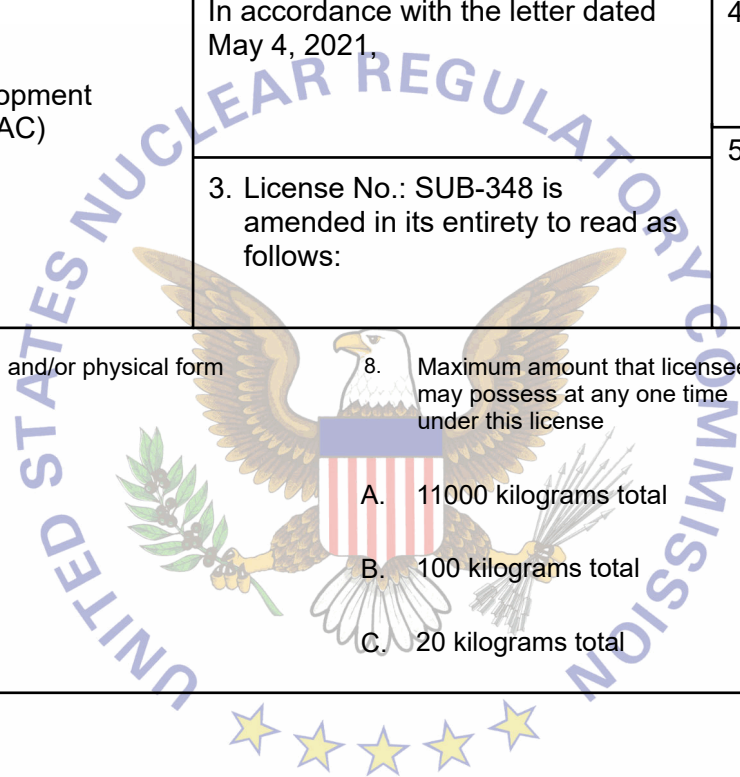 In accordance with the letter dated
May 4, 2021,
opment
AC)
4
5
3. License No.: SUB-348 is
amended in its entirety to read as
follows:
and/or physical form
8. Maximum amount that licensee
may possess at any one time
under this license
A. 11000 kilograms total
B. 100 kilograms total
C. 20 kilograms total
UNITED STATES NUCLEAR REGULATORY COMMISSION